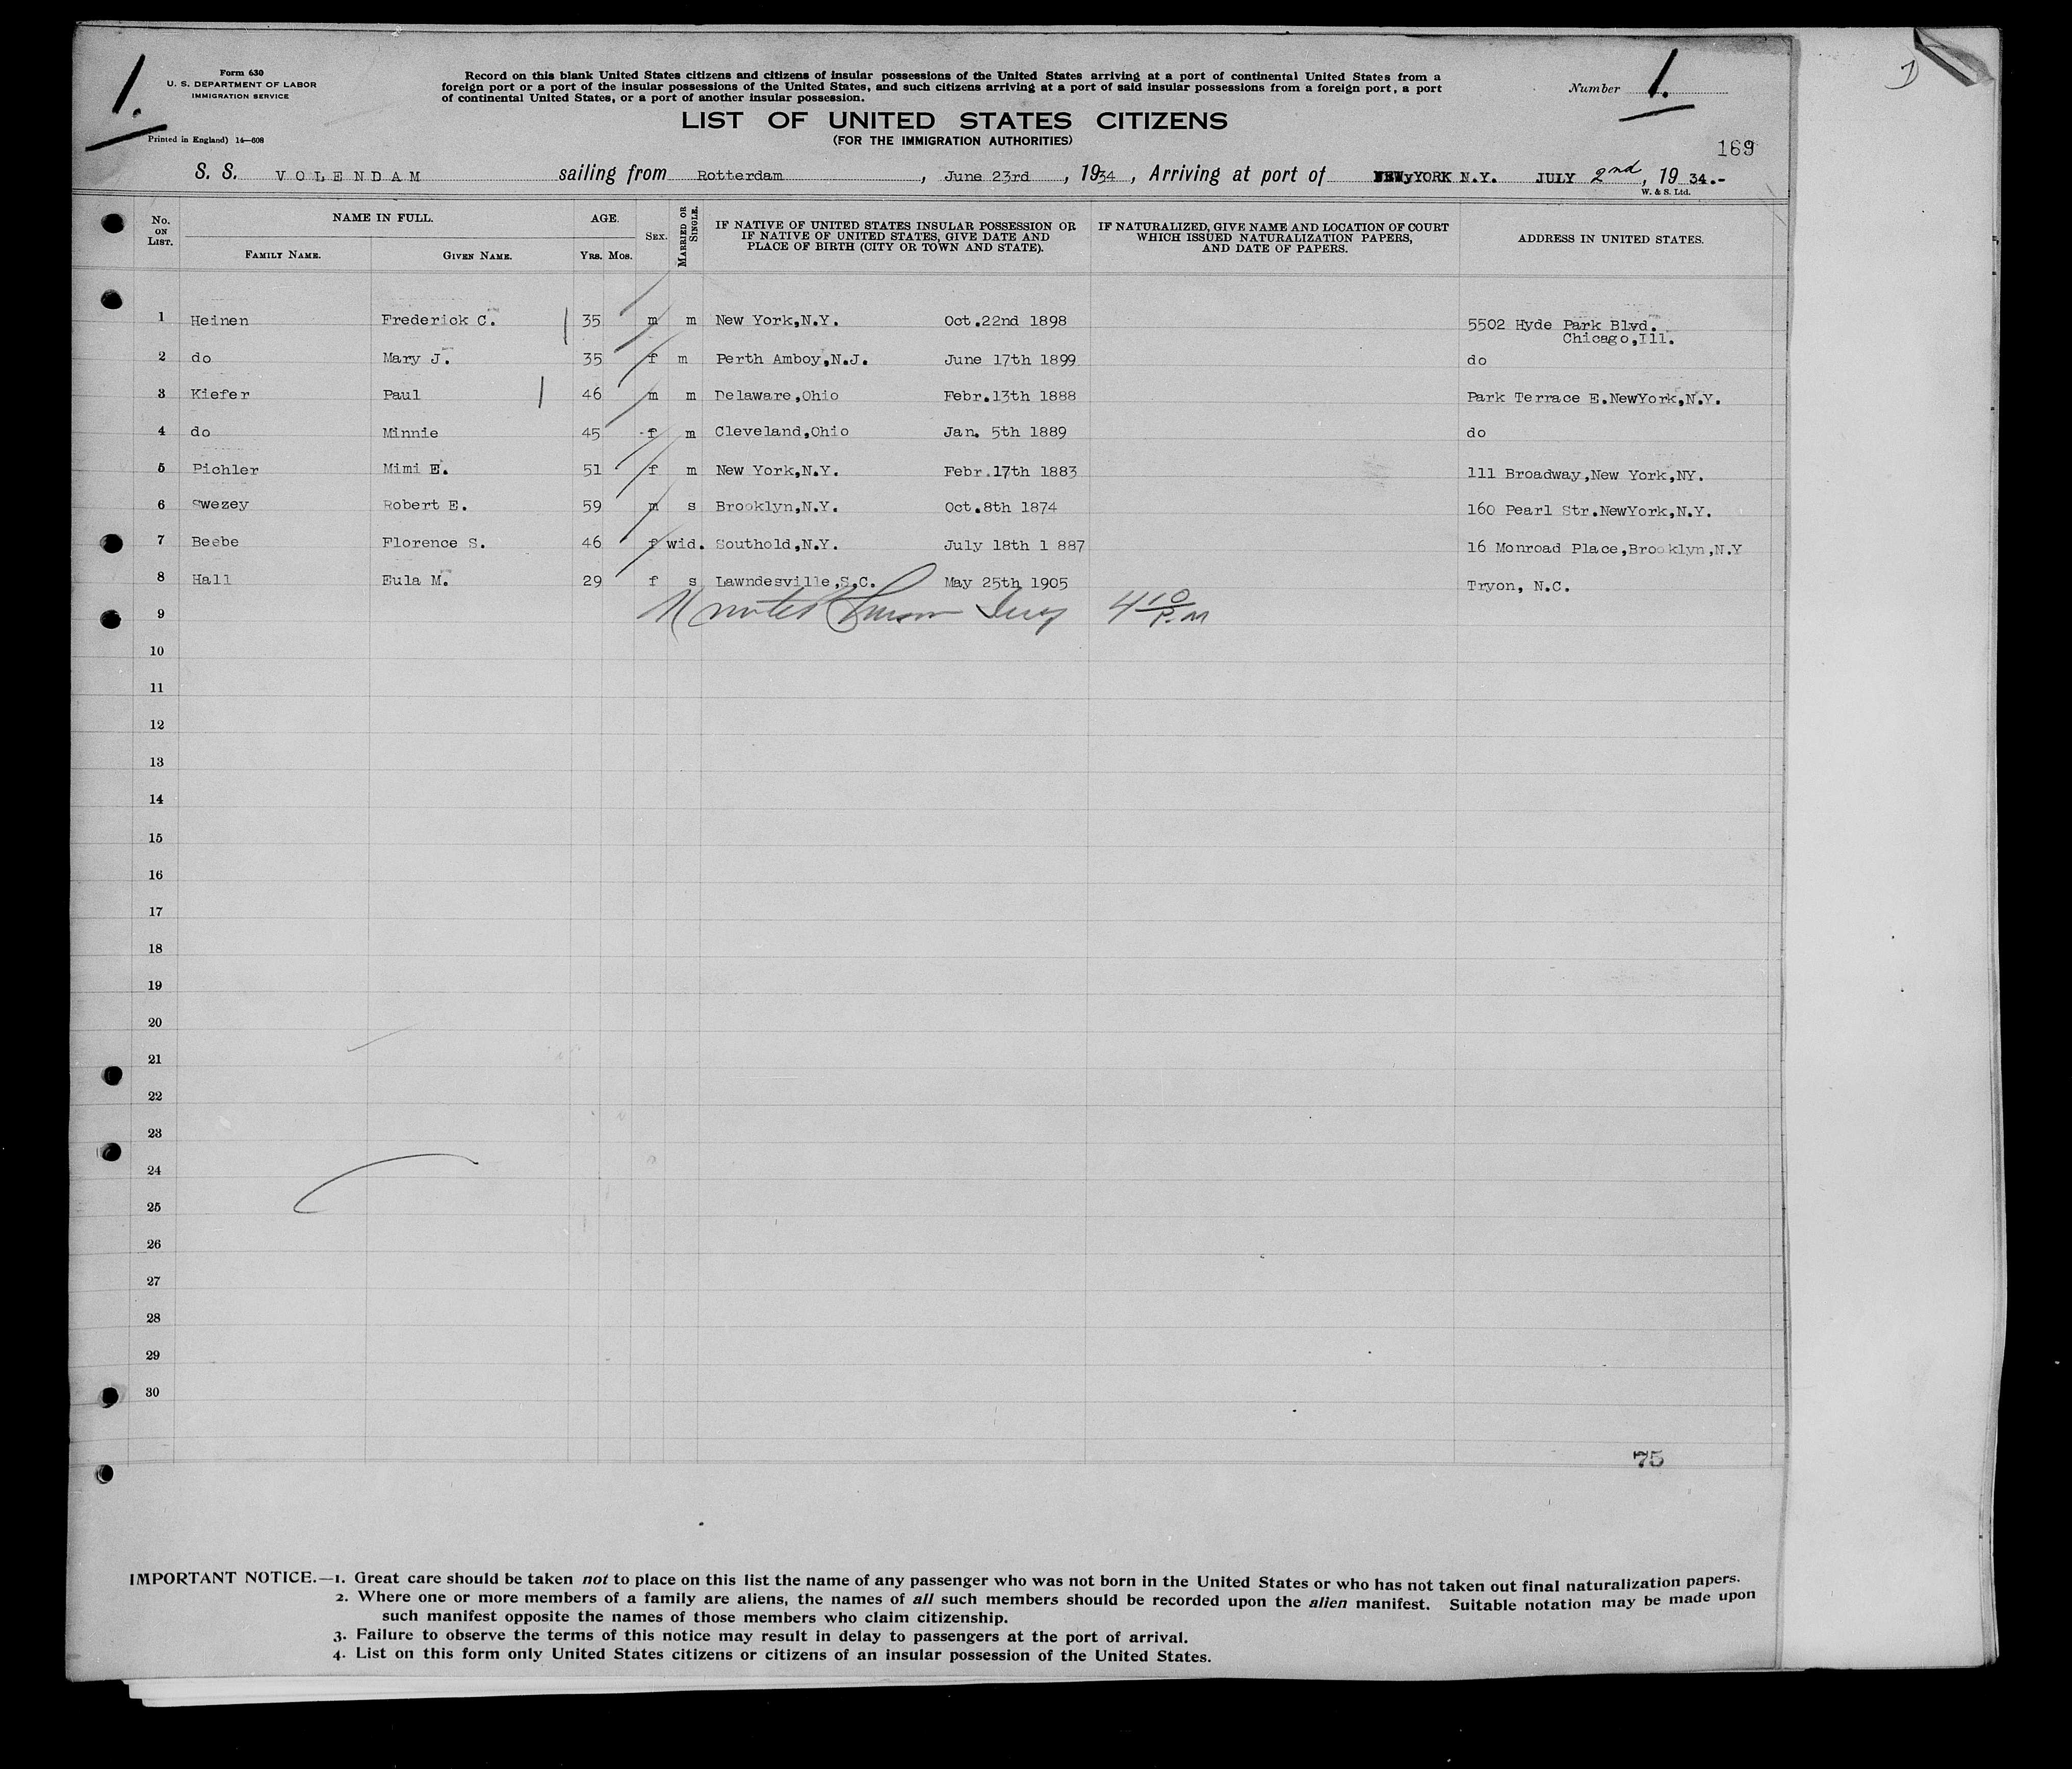 1.
Form 630
U. S. DEPARTMENT OF LABOR
IMMIGRATION SERVICE
Printed in England) 14—608
Record on this blank United States citizens and citizens of insular possessions of the United States arriving at a port of continental United States from a
foreign port or a port of the insular possessions of the United States, and such citizens arriving at a port of said insular possessions from a foreign port, a port
of continental United States, or a port of another insular possession.
Number 1.
LIST OF UNITED STATES CITIZENS
(FOR THE IMMIGRATION AUTHORITIES)
169
S. S. VOLENDAM sailing from Rotterdam, June 23rd, 1934, Arriving at port of YORK N.Y. JULY 2nd, 19 34.-
W. & S. Ltd.
No. ON LIST. NAME IN FULL. FAMILY NAME. GIVEN NAME. AGE. YRS. MOS. SEX. MARRIED OR SINGLE. IF NATIVE OF UNITED STATES INSULAR POSSESSION OR IF NATIVE OF UNITED STATES, GIVE DATE AND PLACE OF BIRTH (CITY OR TOWN AND STATE). IF NATURALIZED, GIVE NAME AND LOCATION OF COURT WHICH ISSUED NATURALIZATION PAPERS, AND DATE OF PAPERS. ADDRESS IN UNITED STATES.
1 Heinen Frederick C. 35 m m New York,N.Y. Oct.22nd 1898 5502 Hyde Park Blvd.
Chicago,Ill.
2 do Mary J. 35 f m Perth Amboy,N.J. June 17th 1899 do
3 Kiefer Paul 46 m m Delaware,Ohio Febr.13th 1888 Park Terrace E.NewYork,N.Y.
4 do Minnie 45 f m Cleveland,Ohio Jan. 5th 1889 do
5 Pichler Mimi E. 51 f m New York,N.Y. Febr.17th 1883 111 Broadway,New York,NY.
6 Swezey Robert E. 59 m s Brooklyn,N.Y. Oct.8th 1874 160 Pearl Str.NewYork,N.Y.
7 Beebe Florence S. 46 f wid. Southold,N.Y. July 18th 1 887 16 Monroad Place,Brooklyn,N.Y
8 Hall Eula M. 29 f s Lawndesville,S,C. May 25th 1905 Tryon, N.C.
9 4 10 P.M
10
11
12
13
14
15
16
17
18
19
20
21
22
23
24
25
26
27
28
29
30
75
IMPORTANT NOTICE.—1. Great care should be taken not to place on this list the name of any passenger who was not born in the United States or who has not taken out final naturalization papers.
2. Where one or more members of a family are aliens, the names of all such members should be recorded upon the alien manifest. Suitable notation may be made upon
such manifest opposite the names of those members who claim citizenship.
3. Failure to observe the terms of this notice may result in delay to passengers at the port of arrival.
4. List on this form only United States citizens or citizens of an insular possession of the United States.